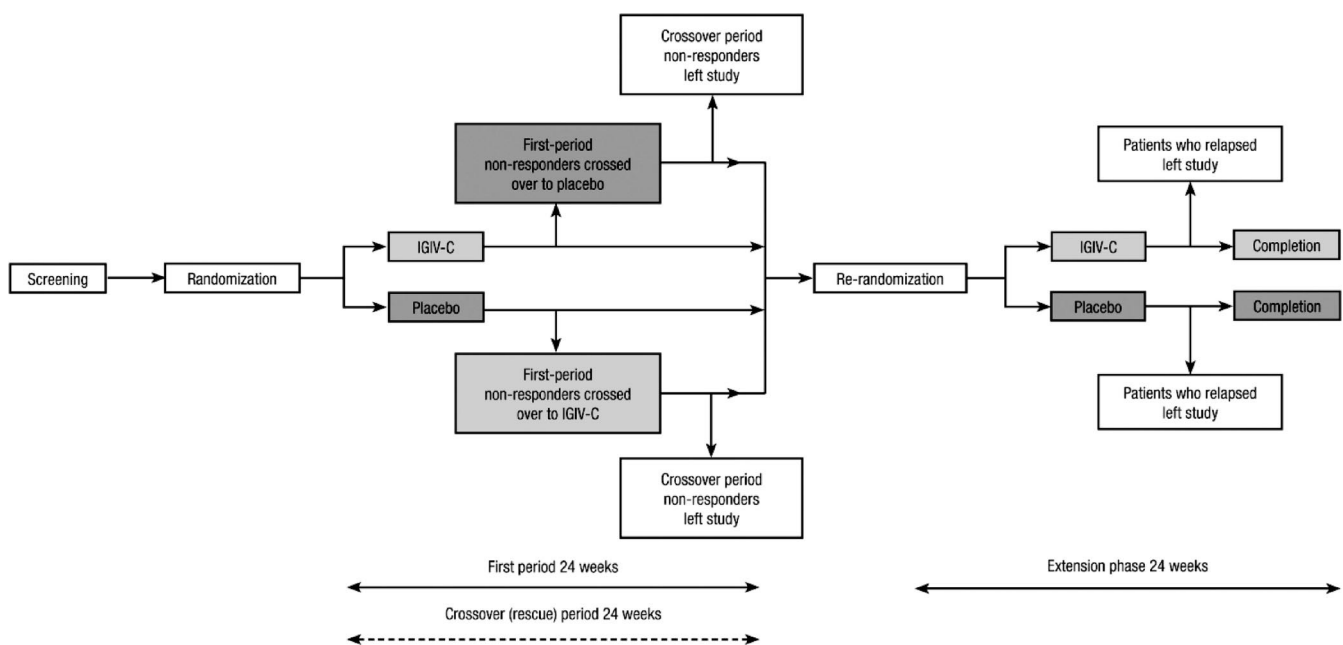 Crossover period
non-responders
left study
First-period
non-responders crossed
over to placebo
Patients who relapsed
left study
IGIV-C
IGIV-C
Completion
Screening
Randomization
Re-randomization
Placebo
Placebo
Completion
First-period
non-responders crossed
over to IGIV-C
Patients who relapsed
left study
Crossover period
non-responders
left study
First period 24 weeks
Extension phase 24 weeks
Crossover (rescue) period 24 weeks